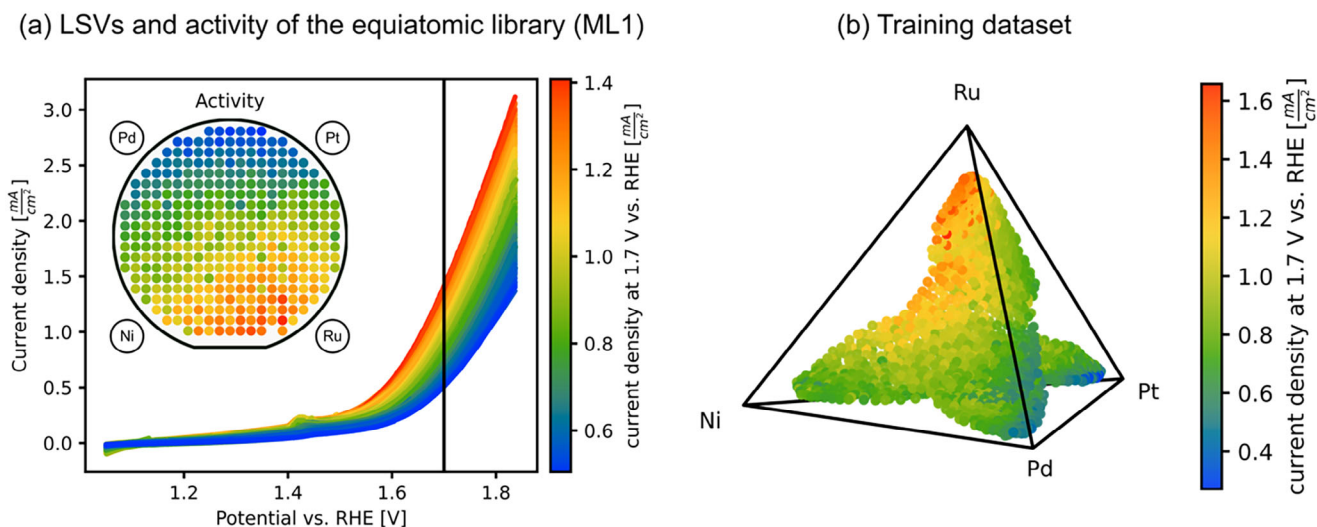 (a) LSVs and activity of the equiatomic library (ML1)
Activity
Pd
Pt
Ni
Ru
3.0
2.5
2.0
1.5
1.0
0.5
0.0
Current density [mA/cm²]
1.2
1.4
1.6
1.8
Potential vs. RHE [V]
1.4
1.2
1.0
0.8
0.6
current density at 1.7 V vs. RHE [mA/cm²]
(b) Training dataset
Ru
Ni
Pt
Pd
1.6
1.4
1.2
1.0
0.8
0.6
0.4
current density at 1.7 V vs. RHE [mA/cm²]